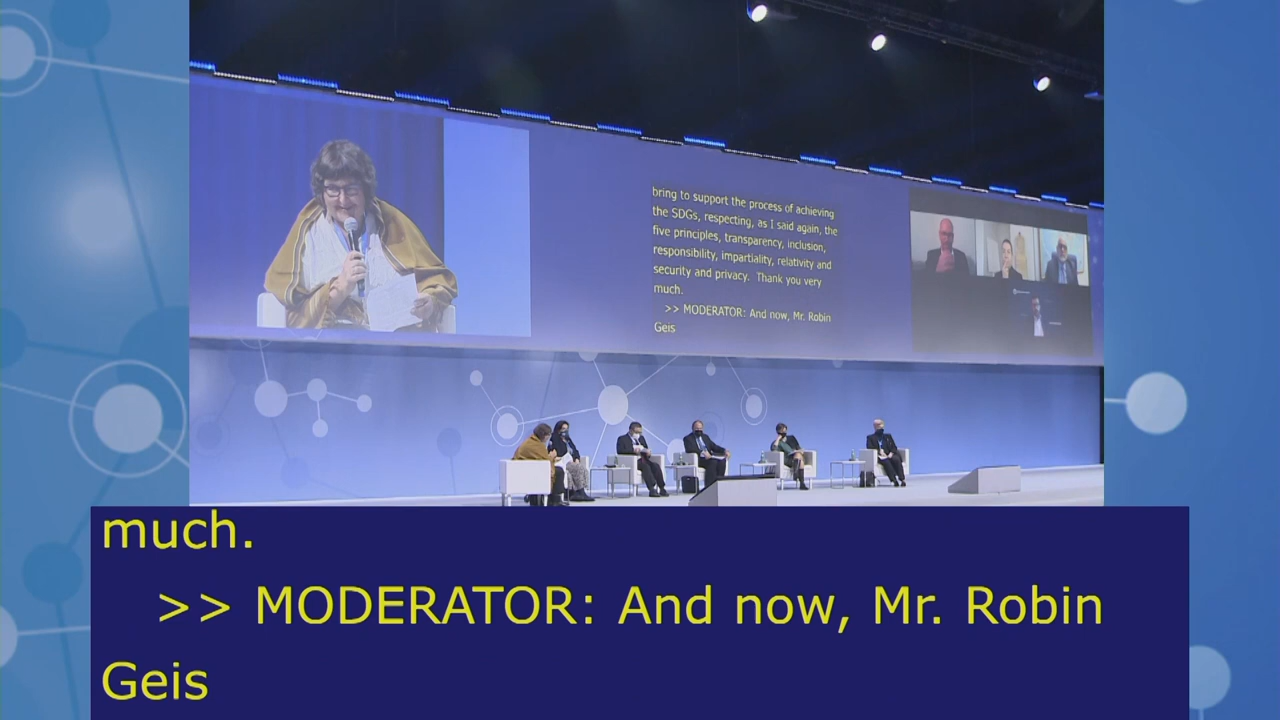 bring to support the process of achieving
the SDGs, respecting, as I said again, the
five principles, transparency, inclusion,
responsibility, impartiality, relativity and
security and privacy. Thank you very
much.
>> MODERATOR: And now, Mr. Robin
Geis
much.
>> MODERATOR: And now, Mr. Robin
Geis